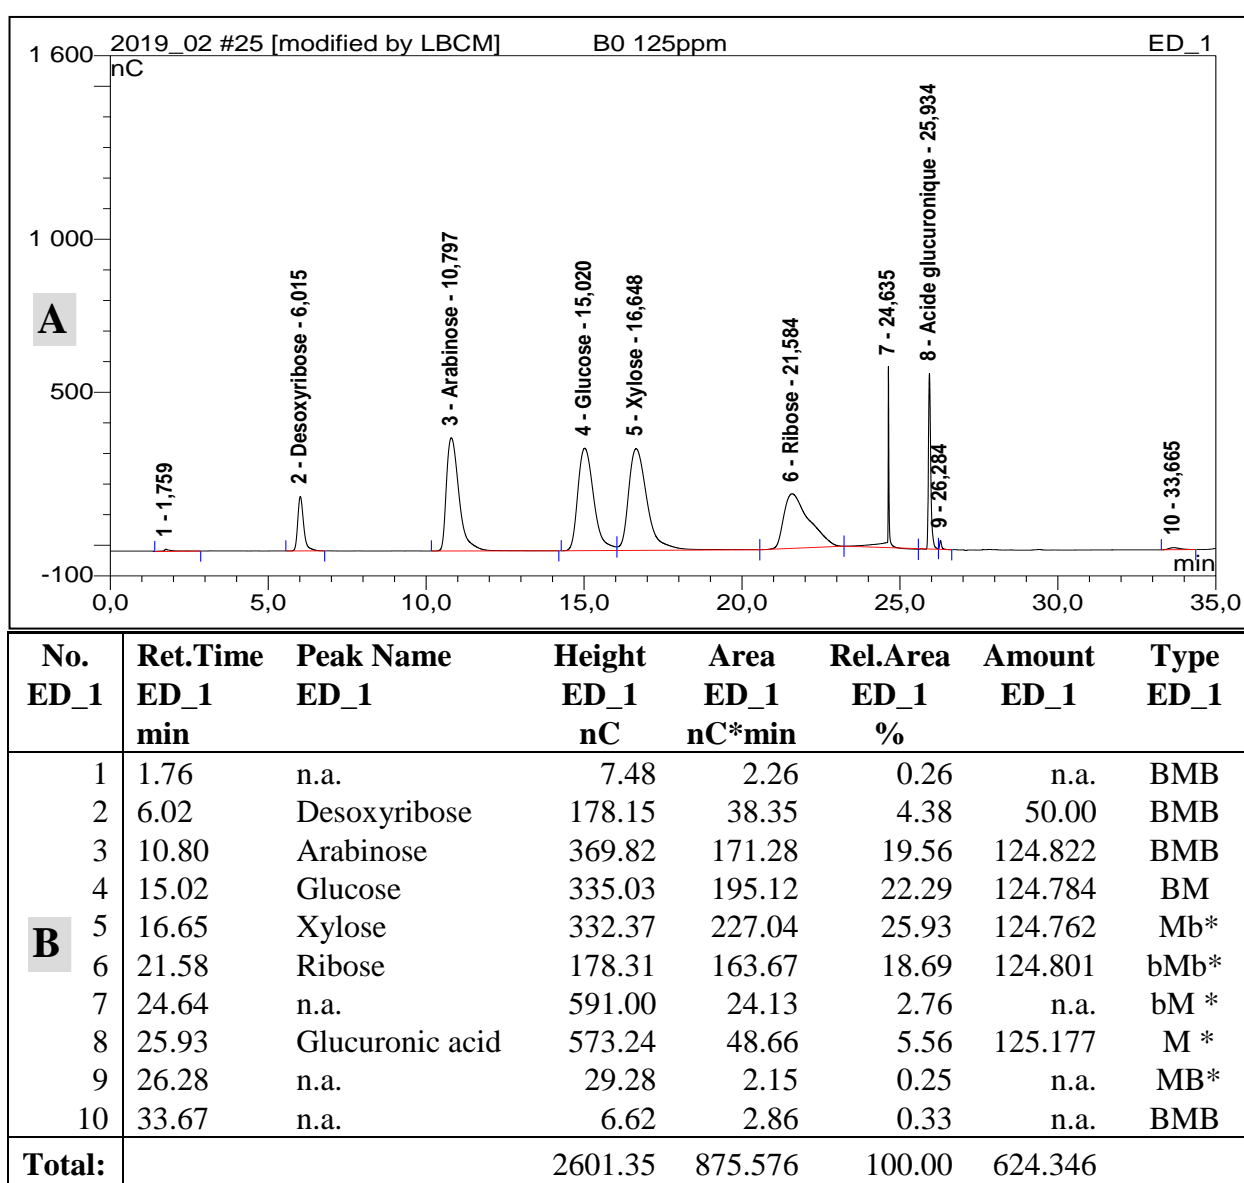 2019_02 #25 [modified by LBCM] B0 125ppm ED_1
1 600
nC
1 000
500
-100
A
1 - 1,759
2 - Desoxyribose - 6,015
3 - Arabinose - 10,797
4 - Glucose - 15,020
5 - Xylose - 16,648
6 - Ribose - 21,584
7 - 24,635
8 - Acide glucuronique - 25,934
9 - 26,284
10 - 33,665
min
0,0 5,0 10,0 15,0 20,0 25,0 30,0 35,0
No. Ret.Time Peak Name Height Area Rel.Area Amount Type
ED_1 ED_1 ED_1 ED_1 ED_1 ED_1 ED_1 ED_1
min nC nC*min %
1 1.76 n.a. 7.48 2.26 0.26 n.a. BMB
2 6.02 Desoxyribose 178.15 38.35 4.38 50.00 BMB
3 10.80 Arabinose 369.82 171.28 19.56 124.822 BMB
4 15.02 Glucose 335.03 195.12 22.29 124.784 BM
B
5 16.65 Xylose 332.37 227.04 25.93 124.762 Mb*
6 21.58 Ribose 178.31 163.67 18.69 124.801 bMb*
7 24.64 n.a. 591.00 24.13 2.76 n.a. bM *
8 25.93 Glucuronic acid 573.24 48.66 5.56 125.177 M *
9 26.28 n.a. 29.28 2.15 0.25 n.a. MB*
10 33.67 n.a. 6.62 2.86 0.33 n.a. BMB
Total: 2601.35 875.576 100.00 624.346